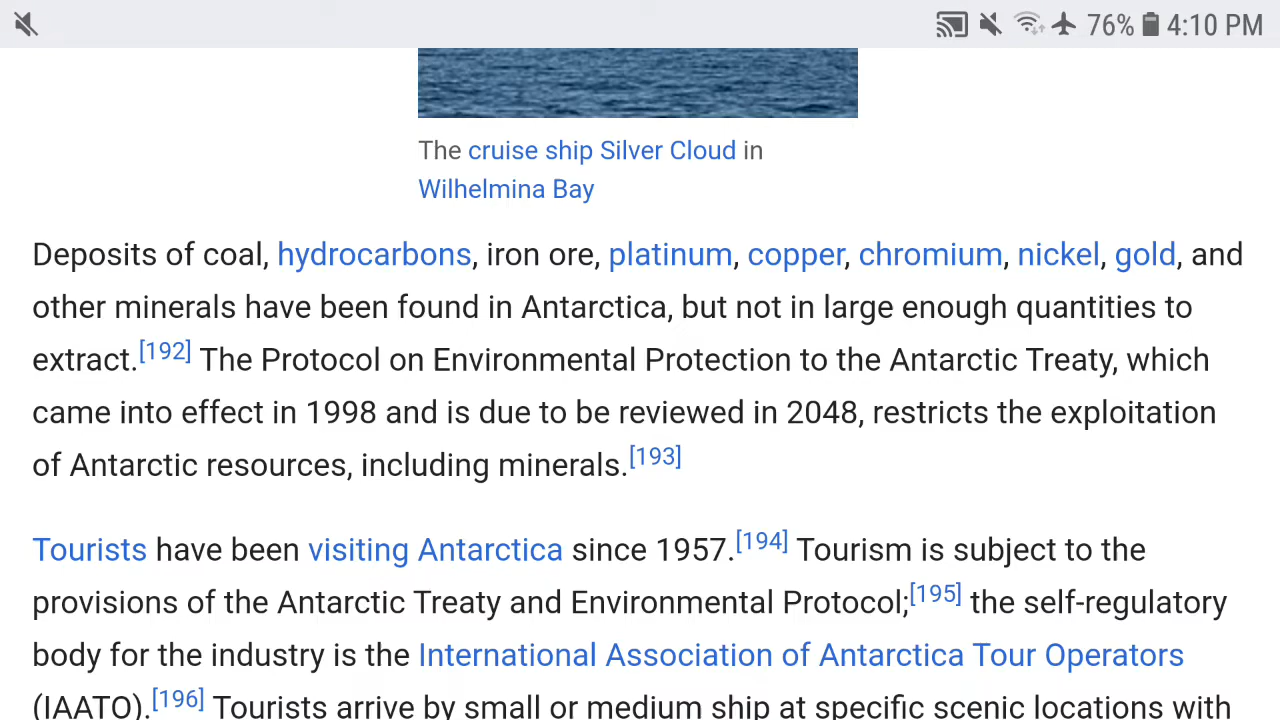 76% 4:10 PM
The cruise ship Silver Cloud in
Wilhelmina Bay
Deposits of coal, hydrocarbons, iron ore, platinum, copper, chromium, nickel, gold, and
other minerals have been found in Antarctica, but not in large enough quantities to
extract.[192] The Protocol on Environmental Protection to the Antarctic Treaty, which
came into effect in 1998 and is due to be reviewed in 2048, restricts the exploitation
of Antarctic resources, including minerals.[193]
Tourists have been visiting Antarctica since 1957.[194] Tourism is subject to the
provisions of the Antarctic Treaty and Environmental Protocol;[195] the self-regulatory
body for the industry is the International Association of Antarctica Tour Operators
(IAATO).[196] Tourists arrive by small or medium ship at specific scenic locations with